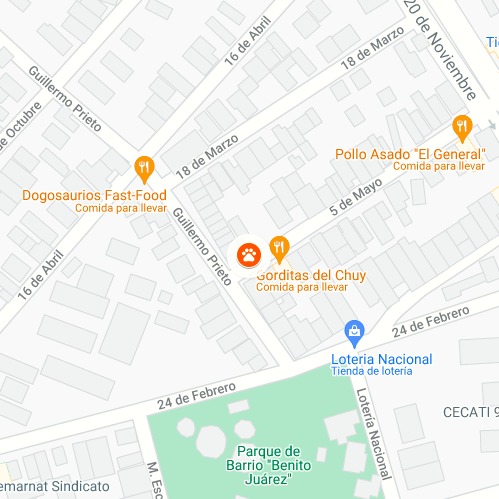 20 de Noviembre
16 de Abril
18 de Marzo
Guillermo Prieto
de Octubre
18 de Marzo
Pollo Asado "El General"
Comida para llevar
Dogosaurios Fast-Food
Comida para llevar
5 de Mayo
Guillermo Prieto
16 de Abril
Gorditas del Chuy
Comida para llevar
24 de Febrero
Loteria Nacional
Tienda de lotería
24 de Febrero
Lotería Nacional
CECATI 9
Parque de
Barrio "Benito
Juárez"
M. Esc
emarnat Sindicato